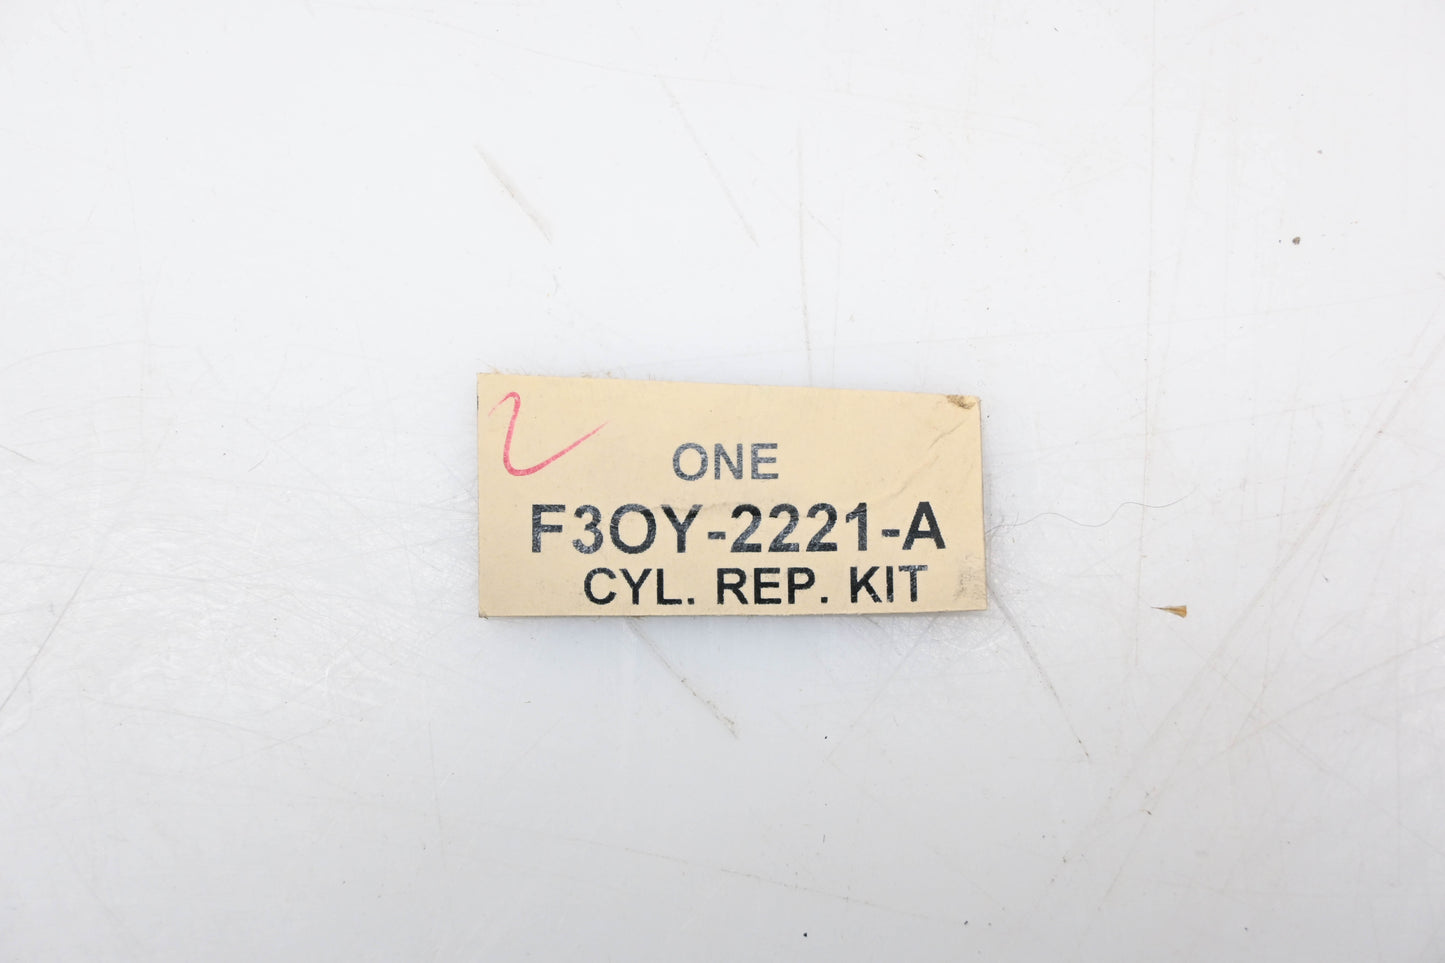 ONE
F3OY-2221-A
CYL. REP. KIT